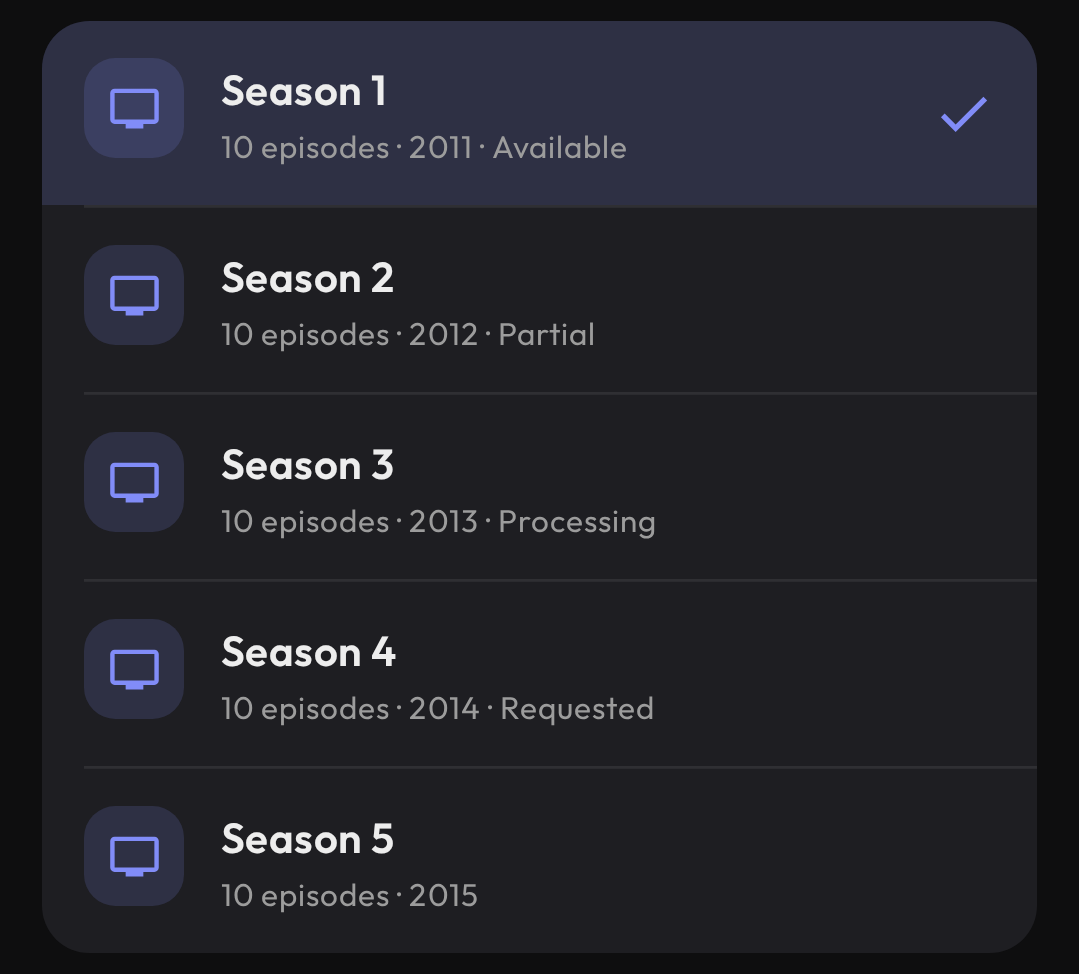 Season 1
10 episodes · 2011 · Available
Season 2
10 episodes · 2012 · Partial
Season 3
10 episodes · 2013 · Processing
Season 4
10 episodes · 2014 · Requested
Season 5
10 episodes · 2015